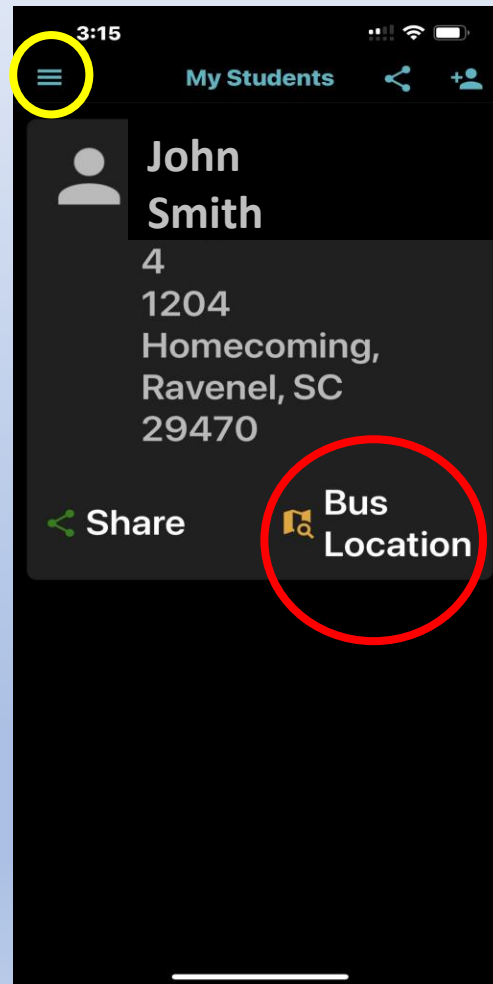 3:15
My Students
John
Smith
4
1204
Homecoming,
Ravenel, SC
29470
Share
Bus
Location